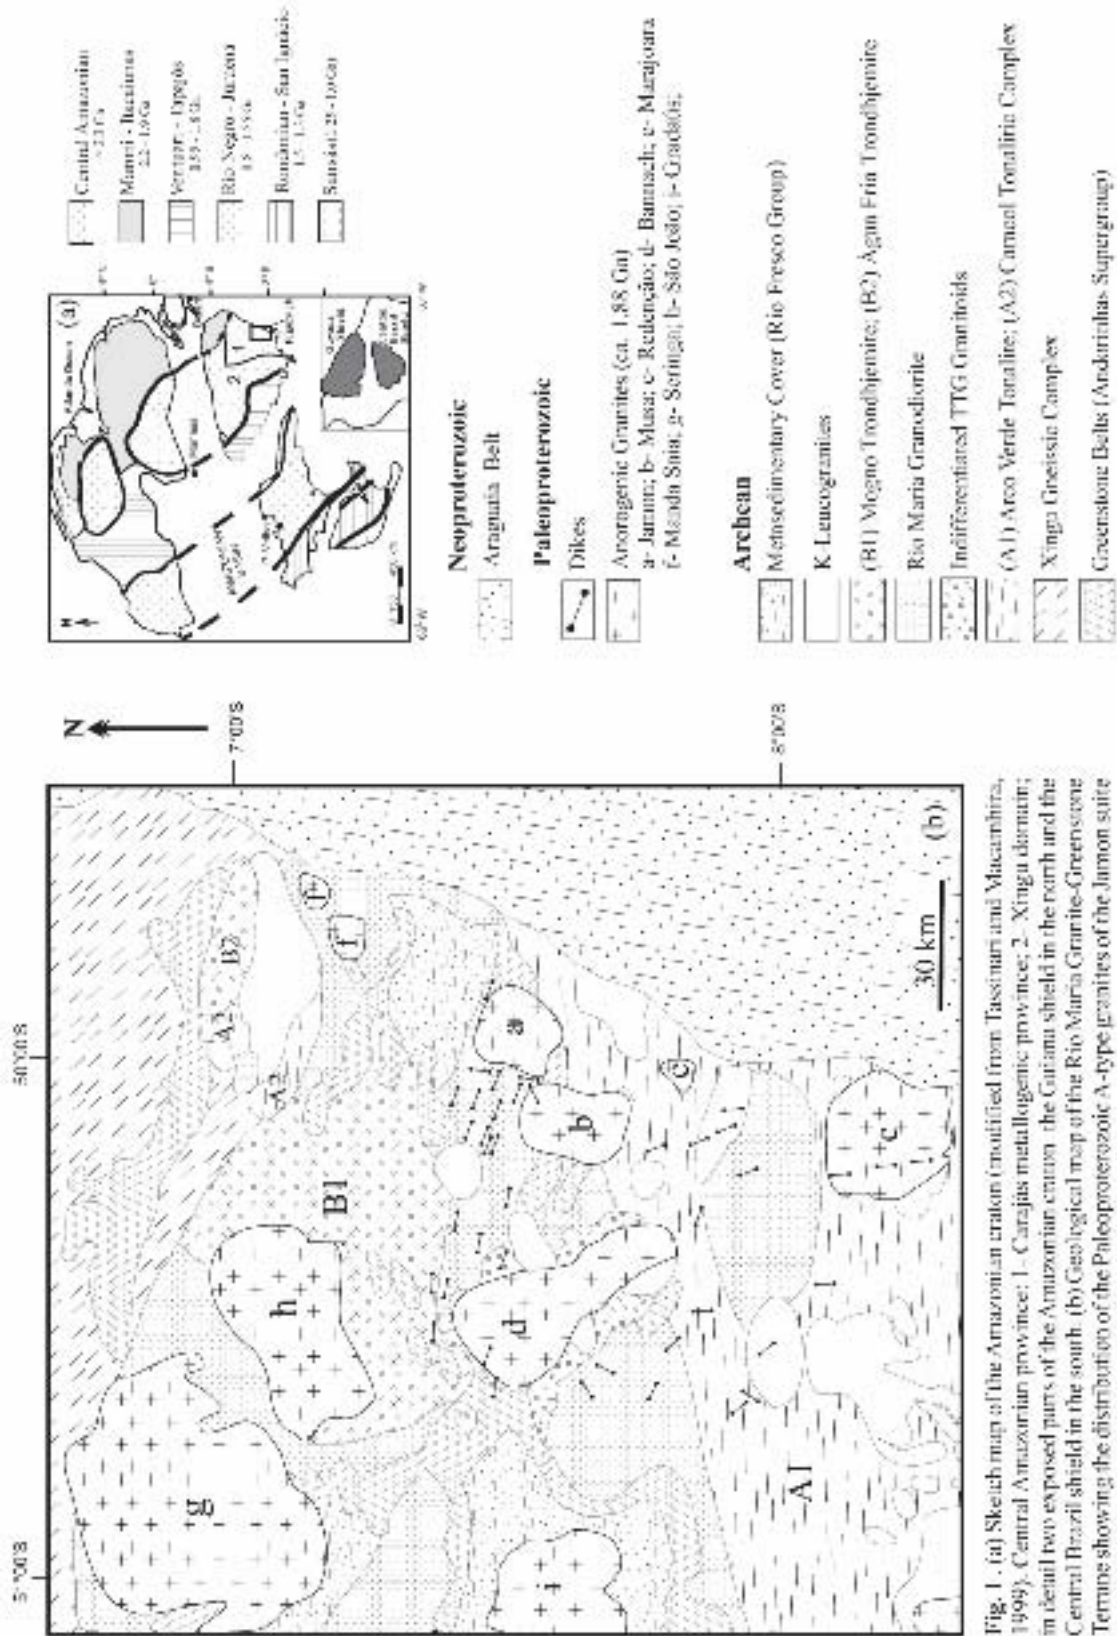 51°00'S
50°00'S
7°00'S
8°00'S
N
g
h
i
d
B1
A2
A2
B2
f
f
a
b
e
c
A1
30 km
(b)
(a)
N
1
2
Central Amazonian
Rio Negro - Juruena
Neoproterozoic
Araguaia Belt
Paleoproterozoic
Dikes
Anorogenic Granites (ca. 1.88 Ga)
a- Jamon; b- Musa; c- Redenção; d- Bannach; e- Marajoara
f- Manda Saia; g- Seringa; h- São João; i- Gradaús;
Archean
Metasedimentary Cover (Rio Fresco Group)
K-Leucogranites
(B1) Mogno Trondhjemite; (B2) Água Fria Trondhjemite
Rio Maria Granodiorite
Indifferentiated TTG Granitoids
(A1) Arco Verde Tonalite; (A2) Caracol Tonalitic Complex
Xingu Gneissic Complex
Greenstone Belts (Andorinhas Supergroup)
Fig. 1. (a) Sketch map of the Amazonian craton (modified from Tassinari and Macambira,
1999). Central Amazonian province: 1- Carajas metallogenic province; 2- Xingu domain;
in detail two exposed parts of the Amazonian craton the Guiana shield in the north and the
Central Brazil shield in the south. (b) Geological map of the Rio Maria Granite-Greenstone
Terrane showing the distribution of the Paleoproterozoic A-type granites of the Jamon suite